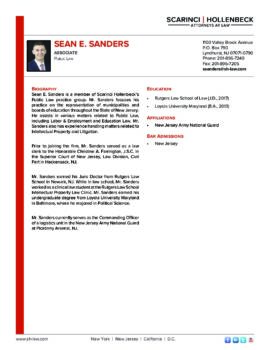 SCARINCI | HOLLENBECK
ATTORNEYS AT LAW
SEAN E. SANDERS
ASSOCIATE
Public Law
1100 Valley Brook Avenue
P.O. Box 790
Lyndhurst, NJ 07071-0790
Phone: 201-896-7249
Fax: 201-896-7205
ssanders@sh-law.com
BIOGRAPHY
Sean E. Sanders is a member of Scarinci Hollenbeck's
Public Law practice group. Mr. Sanders focuses his
practice on the representation of municipalities and
boards of education throughout the State of New Jersey.
He assists in various matters related to Public Law,
including Labor & Employment and Education Law. Mr.
Sanders also has experience handling matters related to
Intellectual Property and Litigation.
Prior to joining the firm, Mr. Sanders served as a law
clerk to the Honorable Christine A. Farrington, J.S.C. in
the Superior Court of New Jersey, Law Division, Civil
Part in Hackensack, NJ.
Mr. Sanders earned his Juris Doctor from Rutgers Law
School in Newark, NJ. While in law school, Mr. Sanders
worked as a clinical law student at the Rutgers Law School
Intellectual Property Law Clinic. Mr. Sanders earned his
undergraduate degree from Loyola University Maryland
in Baltimore, where he majored in Political Science.
Mr. Sanders currently serves as the Commanding Officer
of a logistics unit in the New Jersey Army National Guard
at Picatinny Arsenal, NJ.
EDUCATION
• Rutgers Law School of Law (J.D., 2017)
• Loyola University Maryland (B.A., 2013)
AFFILIATIONS
• New Jersey Army National Guard
BAR ADMISSIONS
• New Jersey
www.sh-law.com
New York | New Jersey | California | D.C.